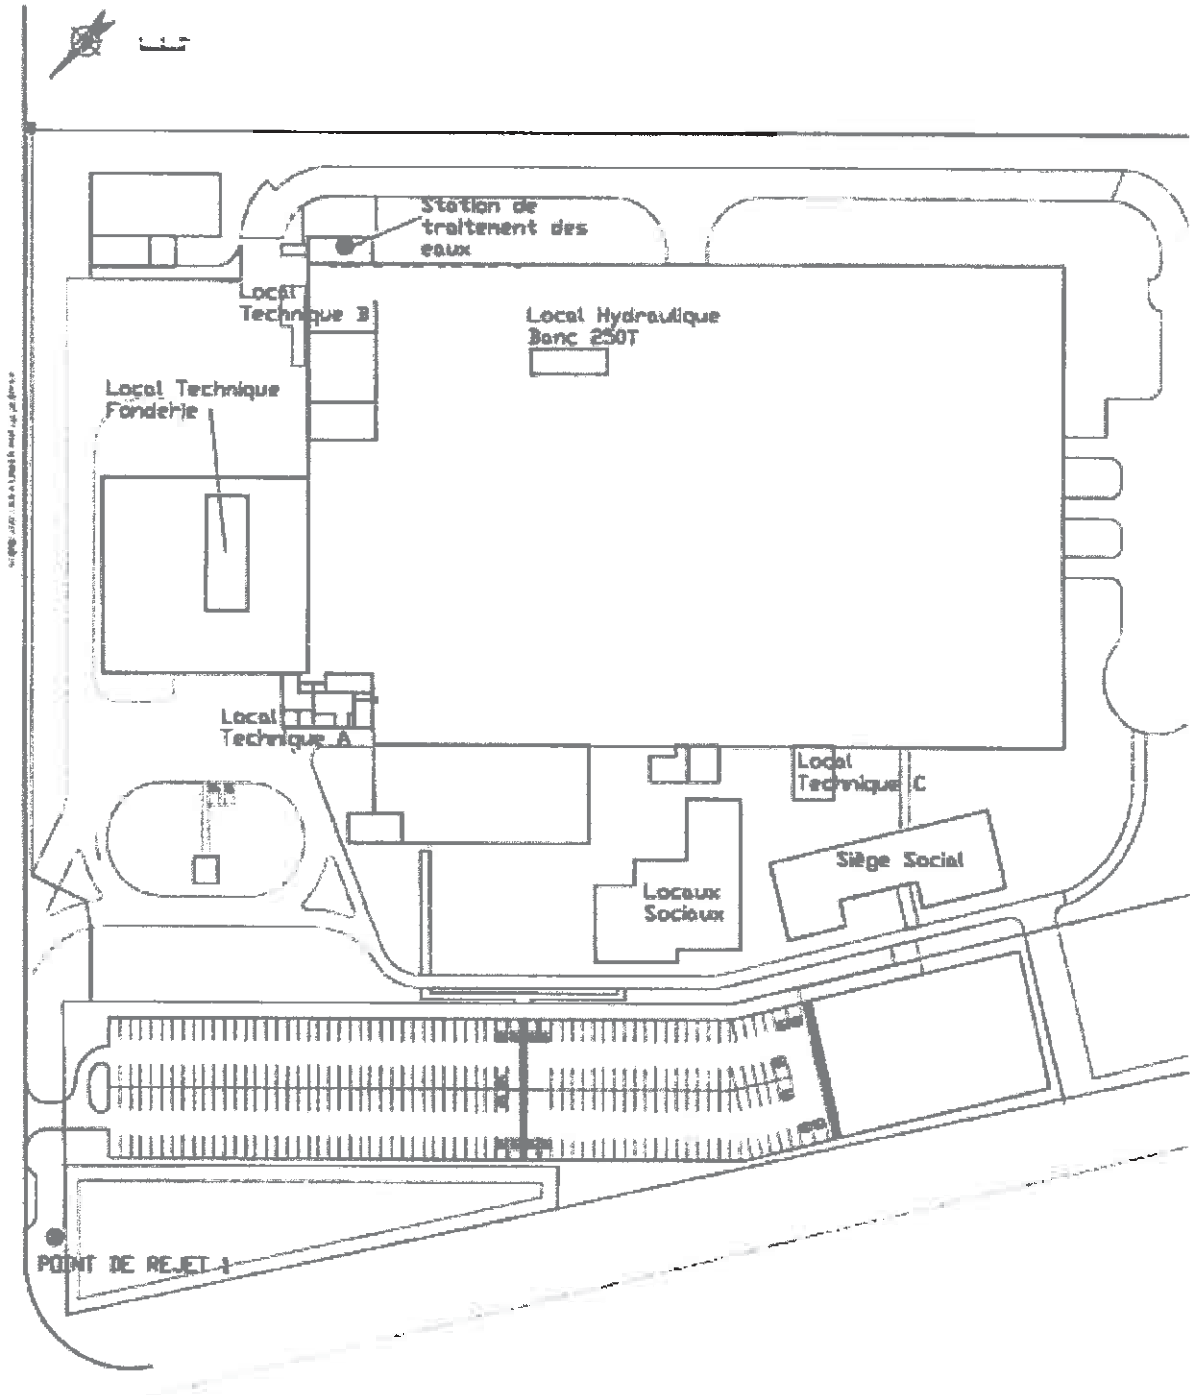 Station de
traitement des
eaux
Local
Technique B
Local Hydraulique
Banc 250T
Local Technique
Fonderie
Local
Technique A
Local
Technique C
Siège Social
Locaux
Sociaux
POINT DE REJET 1